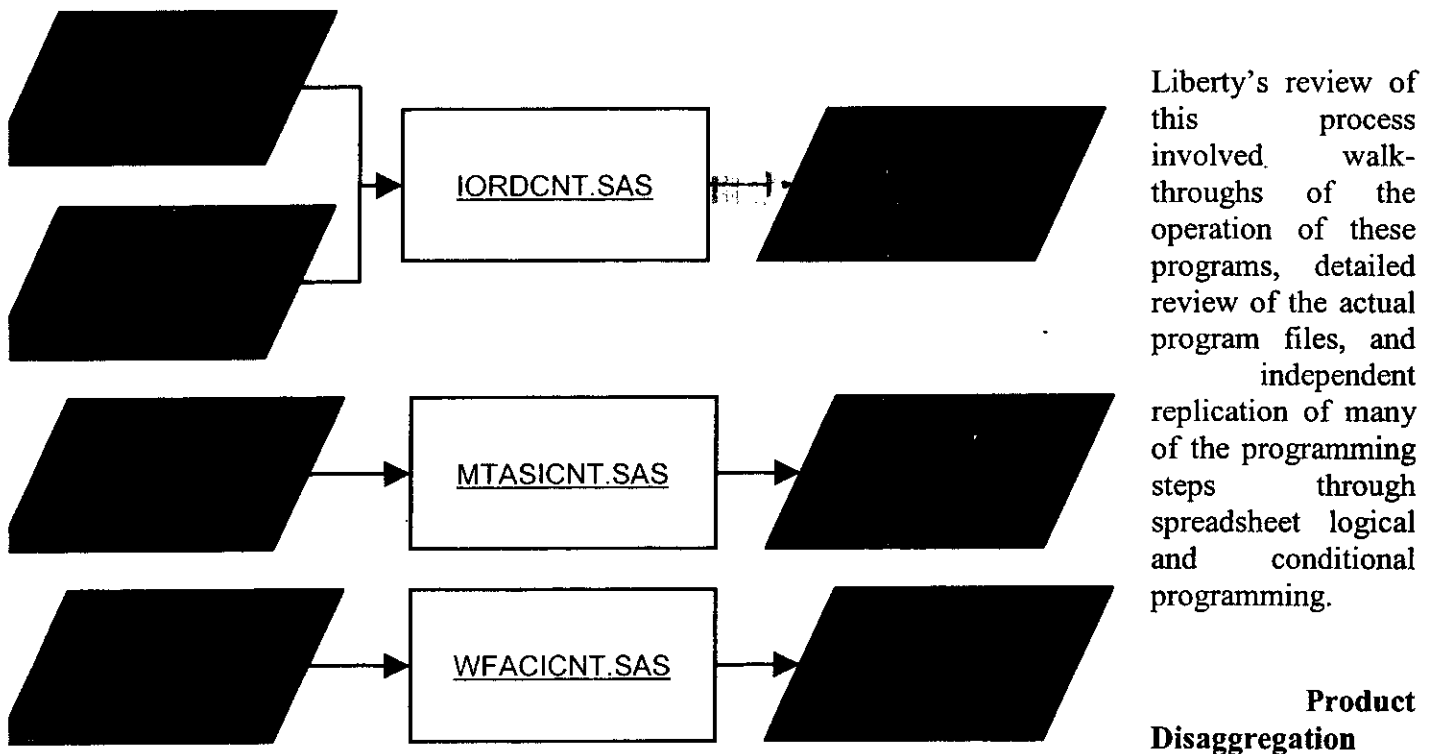 IORDCNT.SAS
MTASICNT.SAS
WFACICNT.SAS
Liberty's review of
this process
involved walk-
throughs of the
operation of these
programs, detailed
review of the actual
program files, and
independent
replication of many
of the programming
steps through
spreadsheet logical
and conditional
programming.
Product
Disaggregation